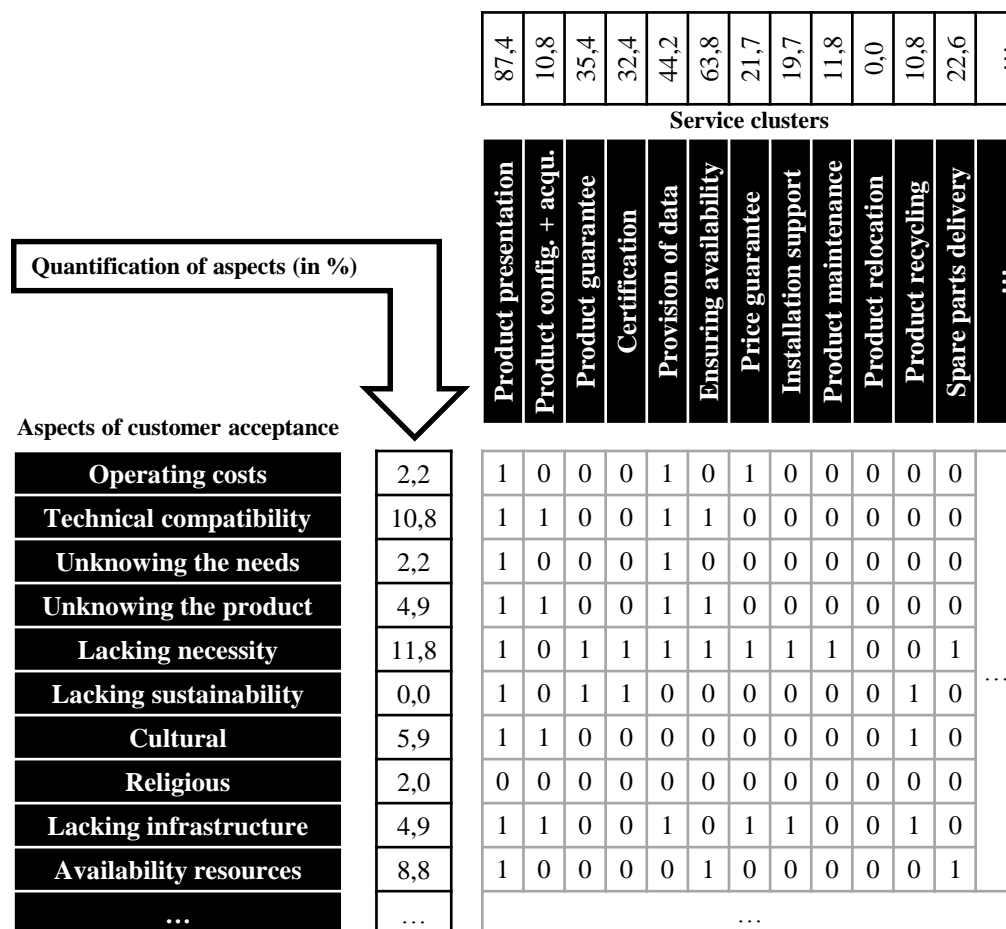 87,4 10,8 35,4 32,4 44,2 63,8 21,7 19,7 11,8 0,0 10,8 22,6 …
Service clusters
Product presentation
Product config. + acqu.
Product guarantee
Certification
Provision of data
Ensuring availability
Price guarantee
Installation support
Product maintenance
Product relocation
Product recycling
Spare parts delivery
…
Quantification of aspects (in %)
Aspects of customer acceptance
Operating costs 2,2 1 0 0 0 1 0 1 0 0 0 0 0
Technical compatibility 10,8 1 1 0 0 1 1 0 0 0 0 0 0
Unknowing the needs 2,2 1 0 0 0 1 0 0 0 0 0 0 0
Unknowing the product 4,9 1 1 0 0 1 1 0 0 0 0 0 0
Lacking necessity 11,8 1 0 1 1 1 1 1 1 1 0 0 1
…
Lacking sustainability 0,0 1 0 1 1 0 0 0 0 0 0 1 0
Cultural 5,9 1 1 0 0 0 0 0 0 0 0 1 0
Religious 2,0 0 0 0 0 0 0 0 0 0 0 0 0
Lacking infrastructure 4,9 1 1 0 0 1 0 1 1 0 0 1 0
Availability resources 8,8 1 0 0 0 0 1 0 0 0 0 0 1
… … …